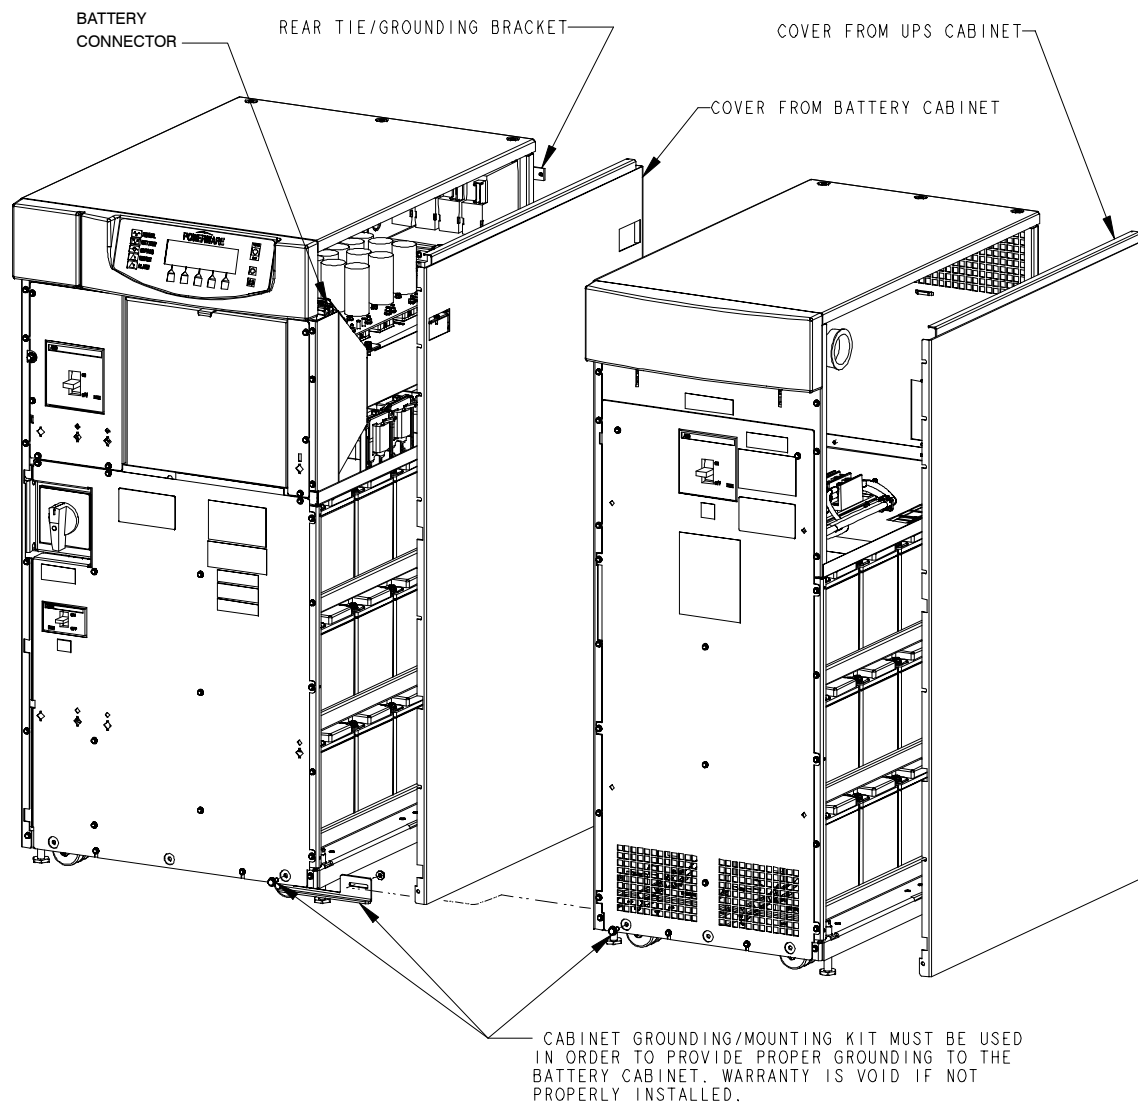 BATTERY
CONNECTOR
REAR TIE/GROUNDING BRACKET
COVER FROM UPS CABINET
COVER FROM BATTERY CABINET
POWERWARE
CABINET GROUNDING/MOUNTING KIT MUST BE USED
IN ORDER TO PROVIDE PROPER GROUNDING TO THE
BATTERY CABINET. WARRANTY IS VOID IF NOT
PROPERLY INSTALLED.